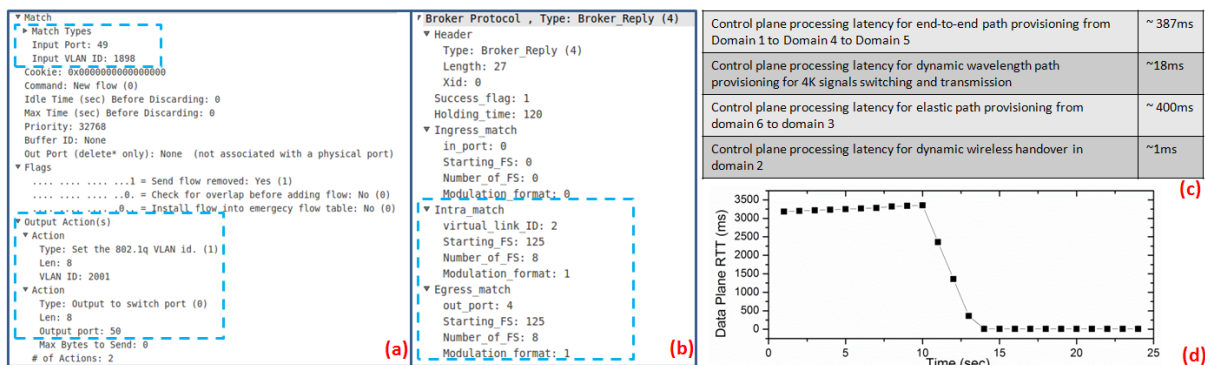 ▼ Match
▶ Match Types
Input Port: 49
Input VLAN ID: 1898
Cookie: 0x0000000000000000
Command: New flow (0)
Idle Time (sec) Before Discarding: 0
Max Time (sec) Before Discarding: 0
Priority: 32768
Buffer ID: None
Out Port (delete* only): None (not associated with a physical port)
▼ Flags
.... .... .... ...1 = Send flow removed: Yes (1)
.... .... .... ..0. = Check for overlap before adding flow: No (0)
.... .... .... .0.. = Install flow into emergecy flow table: No (0)
▼ Output Action(s)
▼ Action
Type: Set the 802.1q VLAN id. (1)
Len: 8
VLAN ID: 2001
▼ Action
Type: Output to switch port (0)
Len: 8
Output port: 50
Max Bytes to Send: 0
# of Actions: 2
(a)
Broker Protocol , Type: Broker_Reply (4)
▼ Header
Type: Broker_Reply (4)
Length: 27
Xid: 0
Success_flag: 1
Holding_time: 120
▼ Ingress_match
in_port: 0
Starting_FS: 0
Number_of_FS: 0
Modulation_format: 0
▼ Intra_match
virtual_link_ID: 2
Starting_FS: 125
Number_of_FS: 8
Modulation_format: 1
▼ Egress_match
out_port: 4
Starting_FS: 125
Number_of_FS: 8
Modulation_format: 1
(b)
Control plane processing latency for end-to-end path provisioning from Domain 1 to Domain 4 to Domain 5 ~ 387ms
Control plane processing latency for dynamic wavelength path provisioning for 4K signals switching and transmission ~18ms
Control plane processing latency for elastic path provisioning from domain 6 to domain 3 ~ 400ms
Control plane processing latency for dynamic wireless handover in domain 2 ~1ms
(c)
Data Plane RTT (ms)
3500
3000
2500
2000
1500
1000
500
0
0 5 10 15 20 25
Time (sec)
(d)